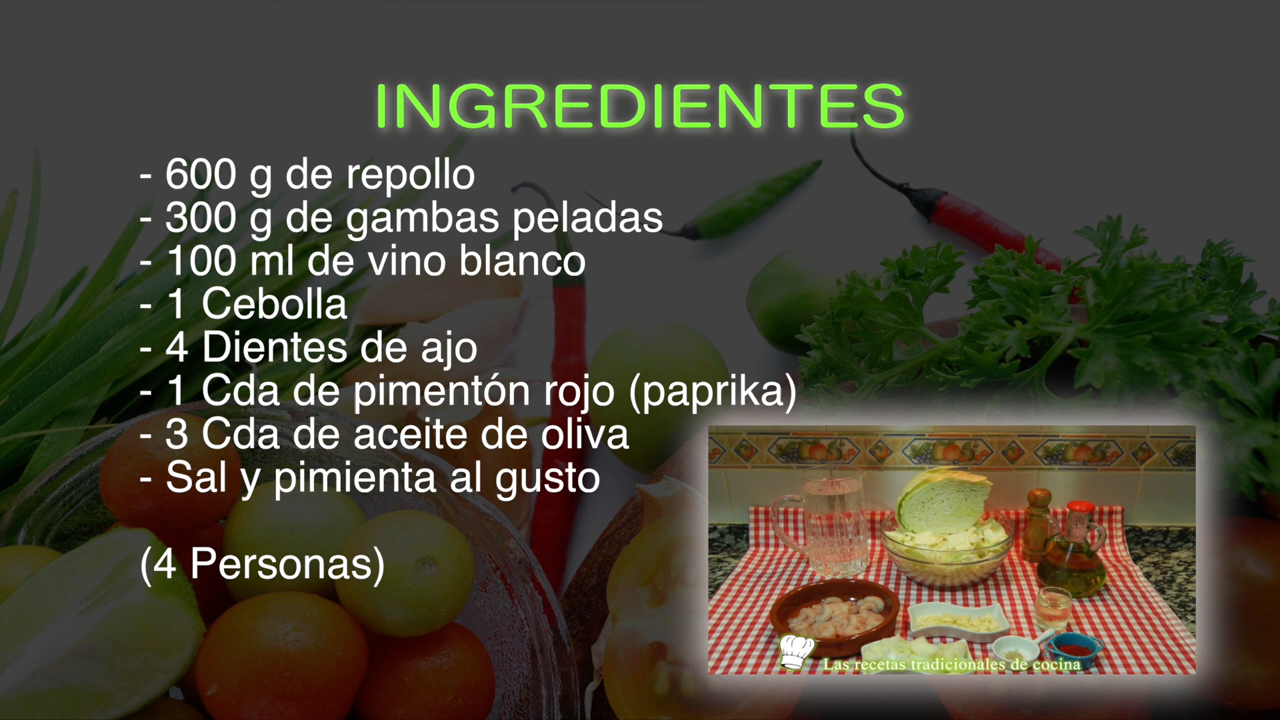 INGREDIENTES
- 600 g de repollo
- 300 g de gambas peladas
- 100 ml de vino blanco
- 1 Cebolla
- 4 Dientes de ajo
- 1 Cda de pimentón rojo (paprika)
- 3 Cda de aceite de oliva
- Sal y pimienta al gusto
(4 Personas)
Las recetas tradicionales de cocina